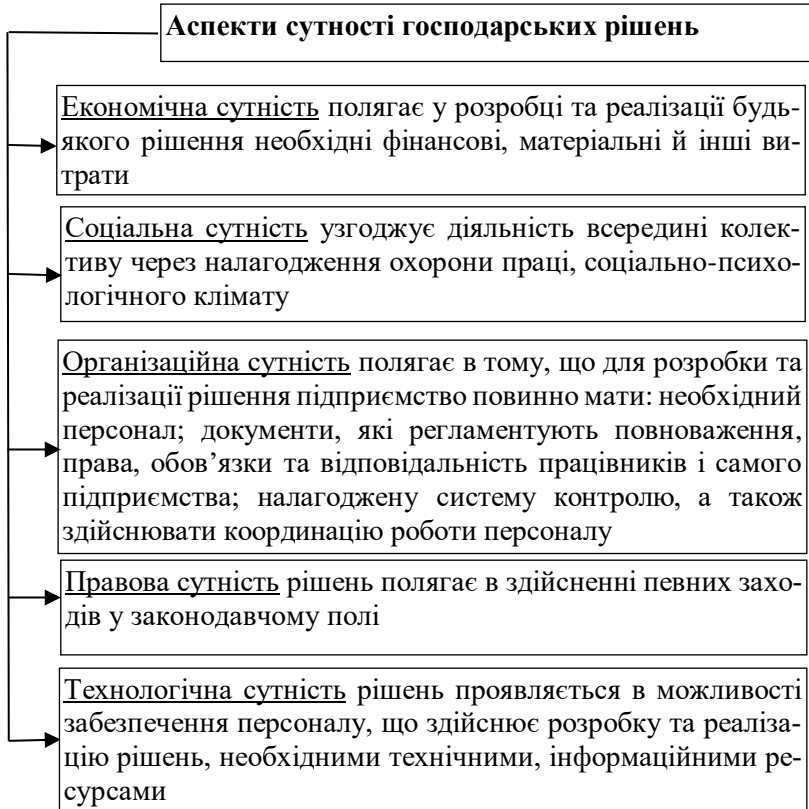 Аспекти сутності господарських рішень
Економічна сутність полягає у розробці та реалізації будь-
якого рішення необхідні фінансові, матеріальні й інші ви-
трати
Соціальна сутність узгоджує діяльність всередині колек-
тиву через налагодження охорони праці, соціально-психо-
логічного клімату
Організаційна сутність полягає в тому, що для розробки та
реалізації рішення підприємство повинно мати: необхідний
персонал; документи, які регламентують повноваження,
права, обов’язки та відповідальність працівників і самого
підприємства; налагоджену систему контролю, а також
здійснювати координацію роботи персоналу
Правова сутність рішень полягає в здійсненні певних захо-
дів у законодавчому полі
Технологічна сутність рішень проявляється в можливості
забезпечення персоналу, що здійснює розробку та реаліза-
цію рішень, необхідними технічними, інформаційними ре-
сурсами